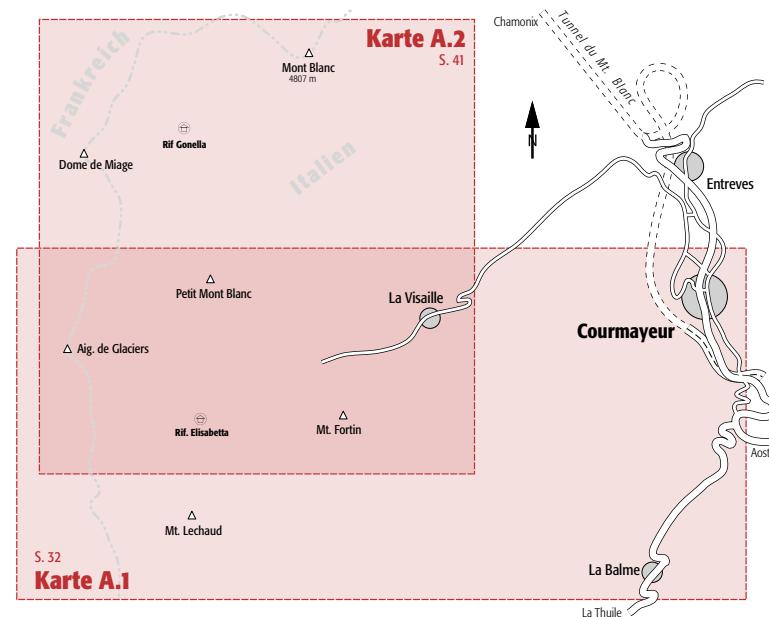 Chamonix
Tunnel du Mt. Blanc
Frankreich
Karte A.2
S. 41
Mont Blanc
4807 m
Rif Gonella
N
Dome de Miage
Italien
Entreves
Petit Mont Blanc
La Visaille
Courmayeur
Aig. de Glaciers
Rif. Elisabetta
Mt. Fortin
Aost
Mt. Lechaud
S. 32
Karte A.1
La Balme
La Thuile